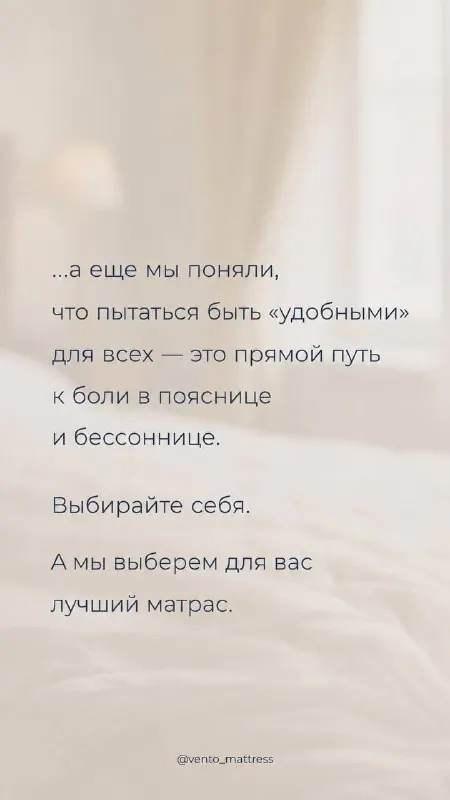 ...а еще мы поняли,
что пытаться быть «удобными»
для всех — это прямой путь
к боли в пояснице
и бессоннице.
Выбирайте себя.
А мы выберем для вас
лучший матрас.
@vento_mattress